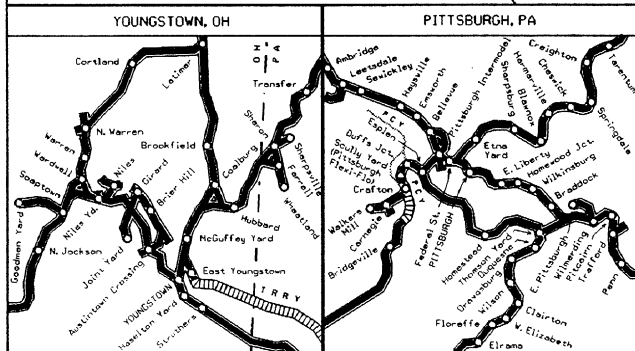 YOUNGSTOWN, OH
PITTSBURGH, PA
Cortland
Latimer
OH
PA
Transfer
Warren
N. Warren
Wardwell
Niles
Girard
Brier Hill
Brookfield
Coalburg
Sharon
Sharpsville
Farrell
Wheatland
Soaptown
Niles Yd.
Goodman Yard
N. Jackson
Joint Yard
Austintown Crossing
Hubbard
McGuffey Yard
East Youngstown
YOUNGSTOWN
Haselton Yard
Struthers
TRRY
Ambridge
Leetsdale
Sewickley
Haysville
Emsworth
Bellevue
Pittsburgh Intermodal
Sharpsburg
Harmarville
Blawnox
Creighton
Cheswick
Tarentum
Springdale
PCY
Esplen
Duffs Jct.
Scully Yard
(Pittsburgh
Flexi-Flo)
Crafton
PCY
Etna
Yard
E. Liberty
Homewood Jct.
Wilkinsburg
Braddock
Walkers
Mill
Carnegie
Bridgeville
Federal St.
PITTSBURGH
Homestead
Thomson Yard
Duquesne
Dravosburg
Wilson
E. Pittsburgh
Wilmerding
Pitcairn
Trafford
Penn
Clairton
W. Elizabeth
Floreffe
Elrama